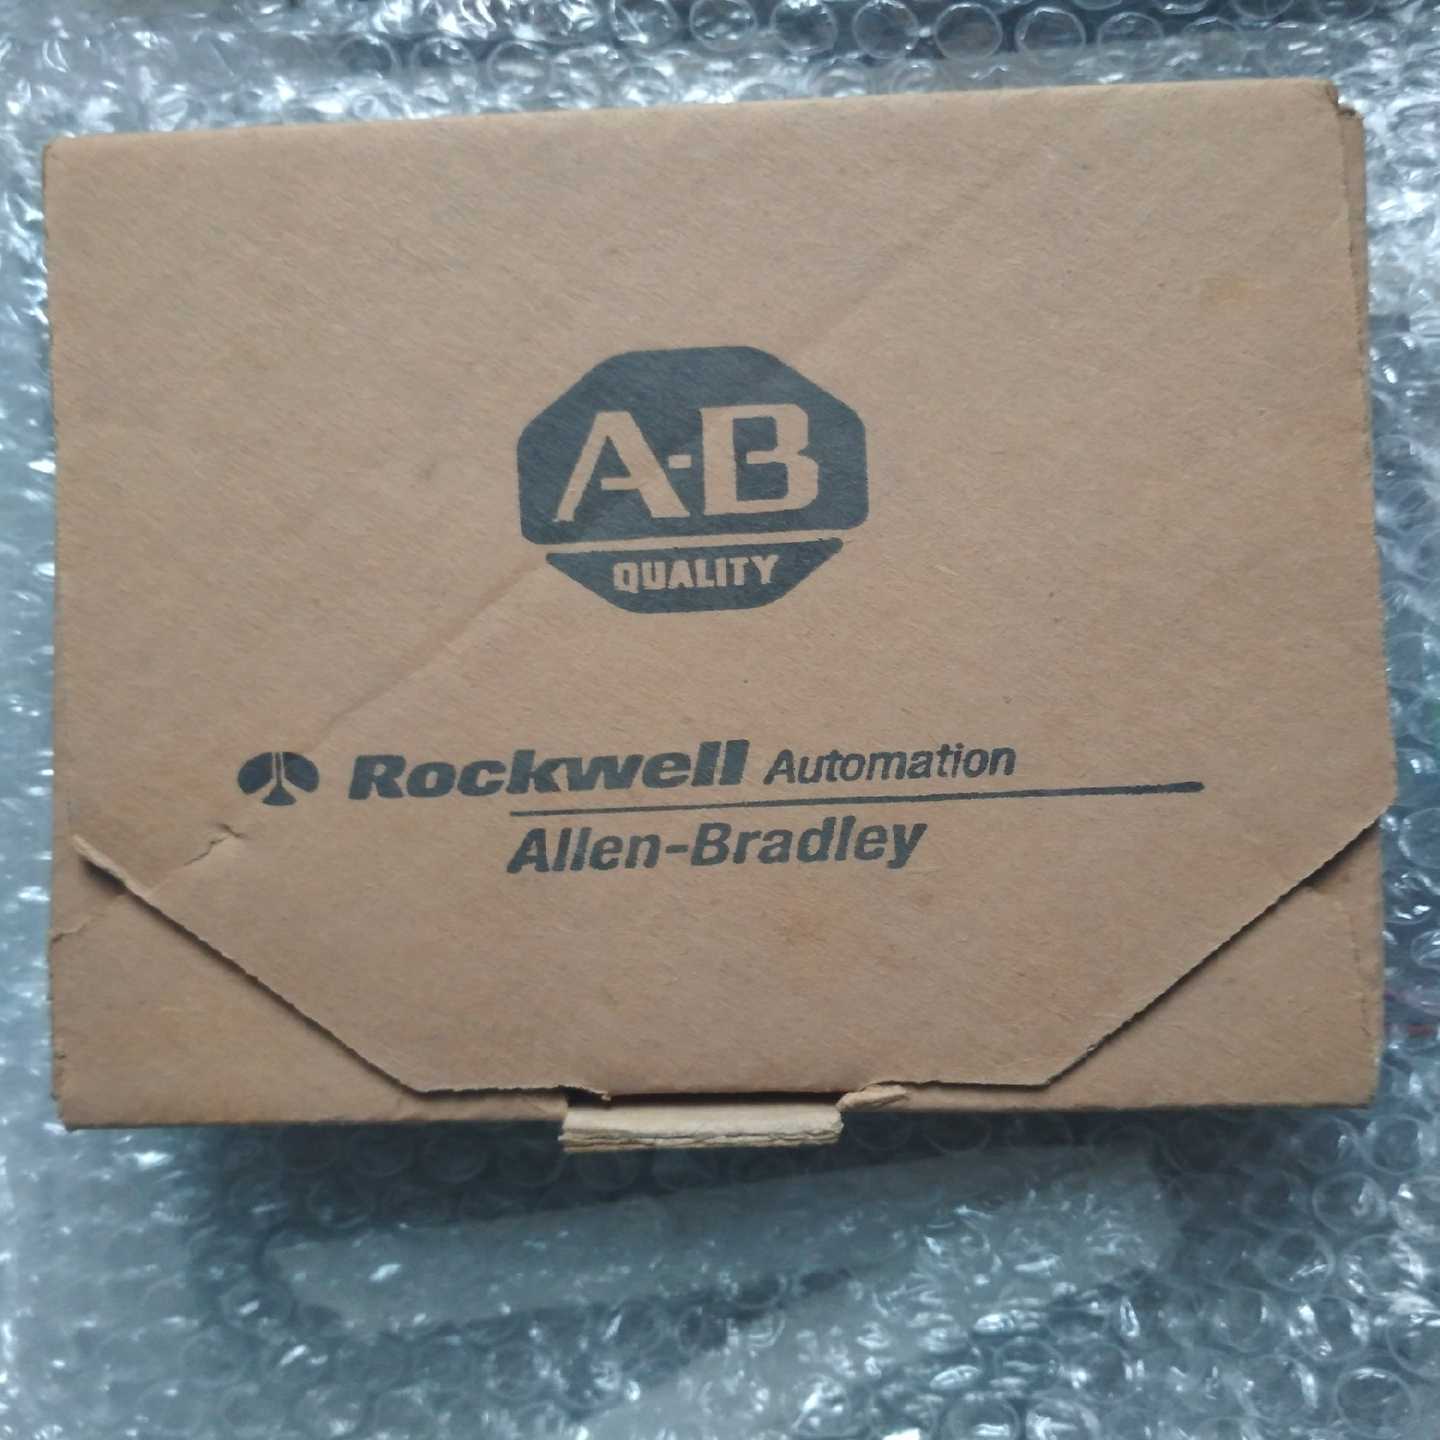 A-B
QUALITY
Rockwell Automation
Allen-Bradley